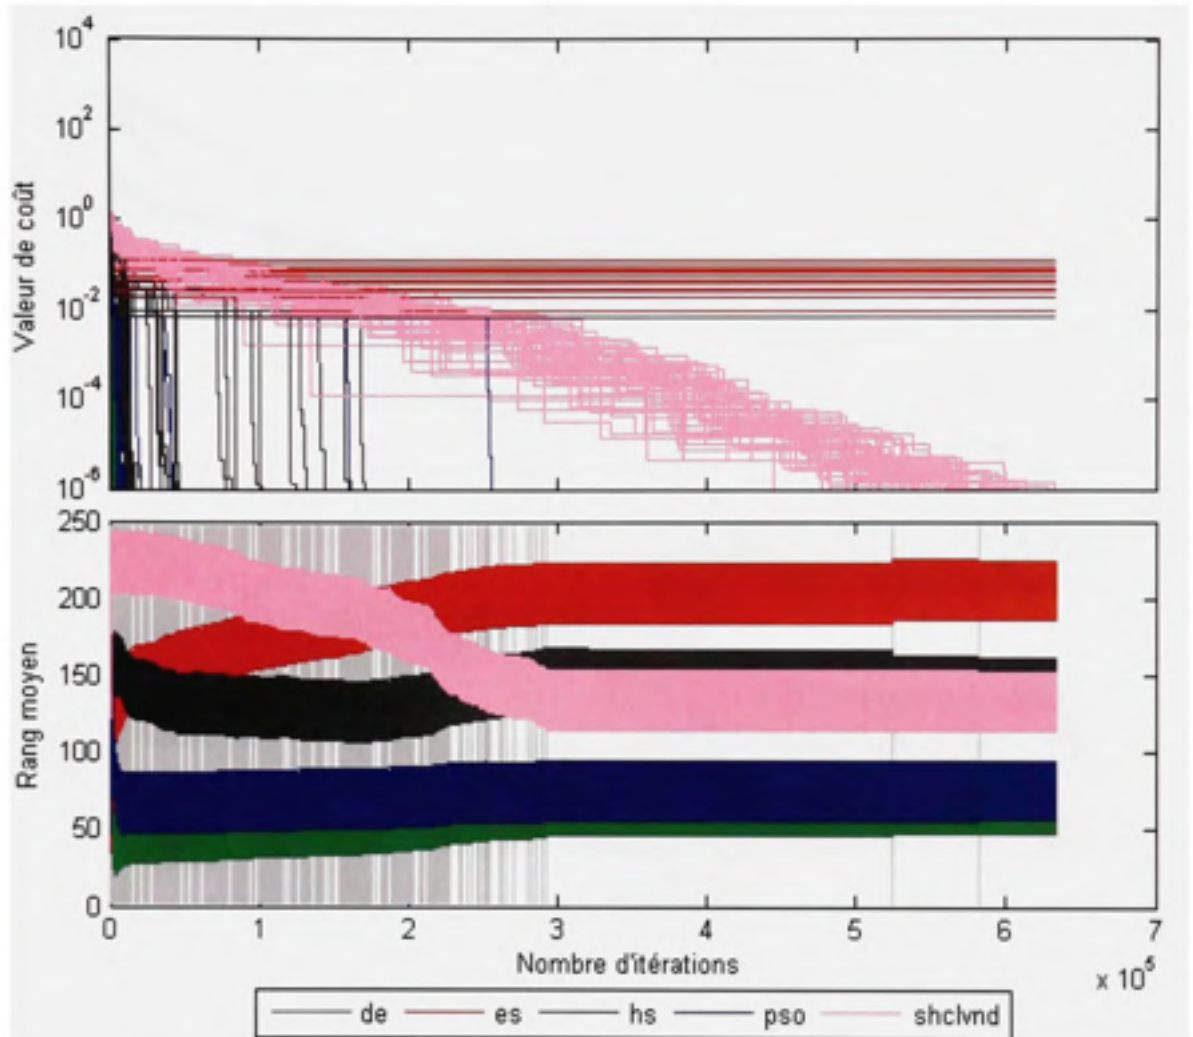 10^4
10^2
10^0
10^-2
10^-4
10^-6
Valeur de coût
250
200
150
100
50
0
Rang moyen
0 1 2 3 4 5 6 7
Nombre d'itérations
x 10^5
de es hs pso shclvnd